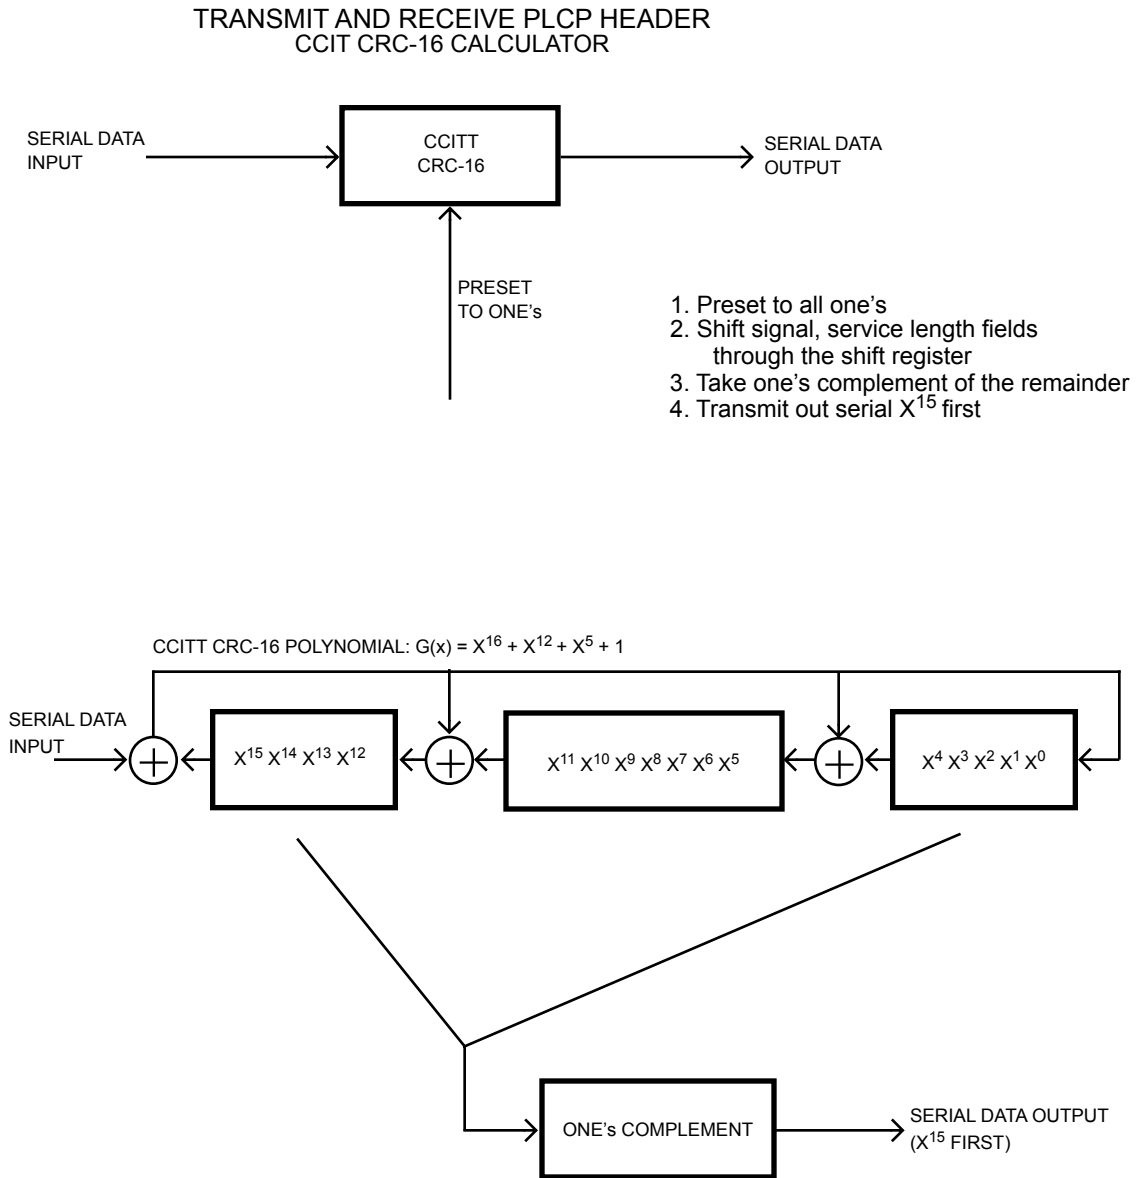 TRANSMIT AND RECEIVE PLCP HEADER
CCIT CRC-16 CALCULATOR
SERIAL DATA
INPUT
CCITT
CRC-16
SERIAL DATA
OUTPUT
PRESET
TO ONE's
1. Preset to all one's
2. Shift signal, service length fields
through the shift register
3. Take one's complement of the remainder
4. Transmit out serial X¹⁵ first
CCITT CRC-16 POLYNOMIAL: G(x) = X¹⁶ + X¹² + X⁵ + 1
SERIAL DATA
INPUT
X¹⁵ X¹⁴ X¹³ X¹²
X¹¹ X¹⁰ X⁹ X⁸ X⁷ X⁶ X⁵
X⁴ X³ X² X¹ X⁰
ONE's COMPLEMENT
SERIAL DATA OUTPUT
(X¹⁵ FIRST)